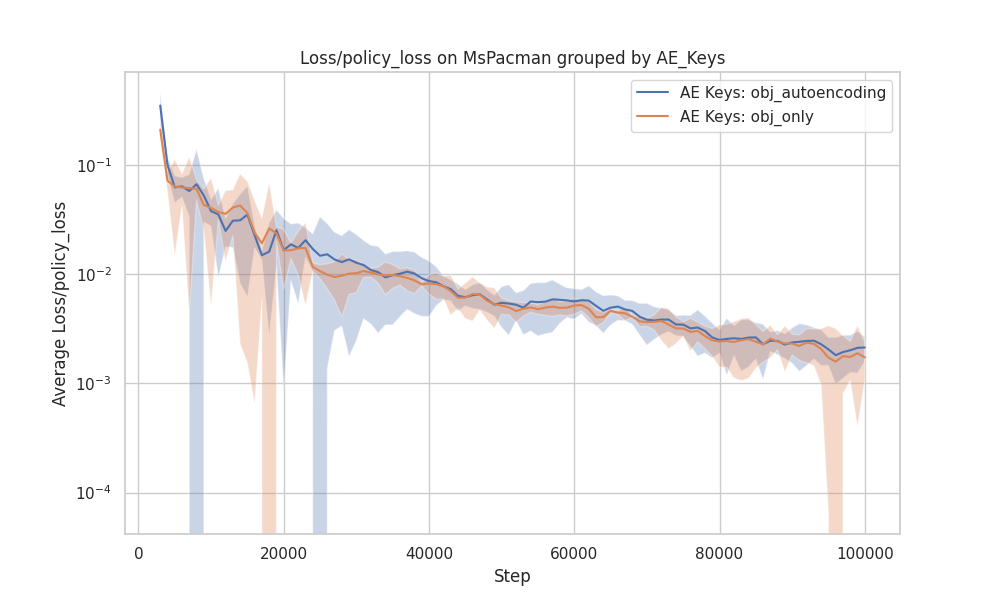 Loss/policy_loss on MsPacman grouped by AE_Keys
AE Keys: obj_autoencoding
AE Keys: obj_only
Average Loss/policy_loss
10⁻¹
10⁻²
10⁻³
10⁻⁴
0 20000 40000 60000 80000 100000
Step